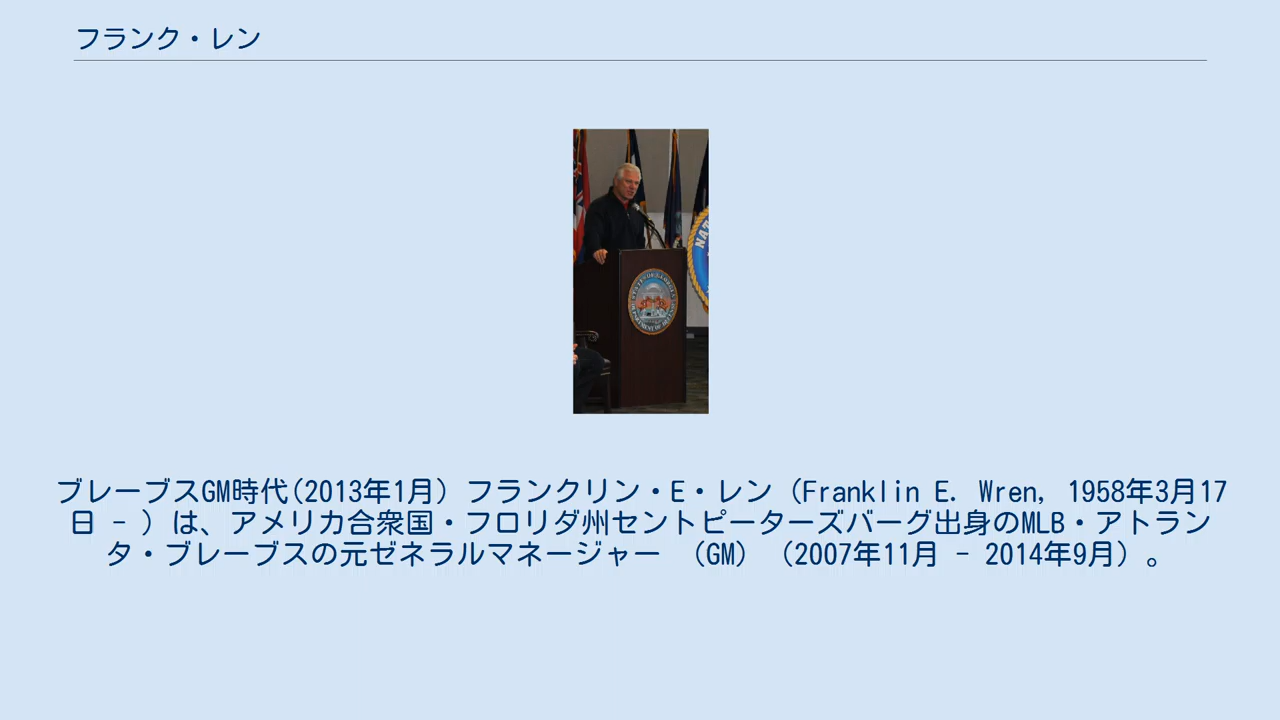 フランク・レン
NAT
ブレーブスGM時代(2013年1月) フランクリン・E・レン（Franklin E. Wren, 1958年3月17
日 - ）は、アメリカ合衆国・フロリダ州セントピーターズバーグ出身のMLB・アトラン
タ・ブレーブスの元ゼネラルマネージャー （GM）（2007年11月 - 2014年9月）。